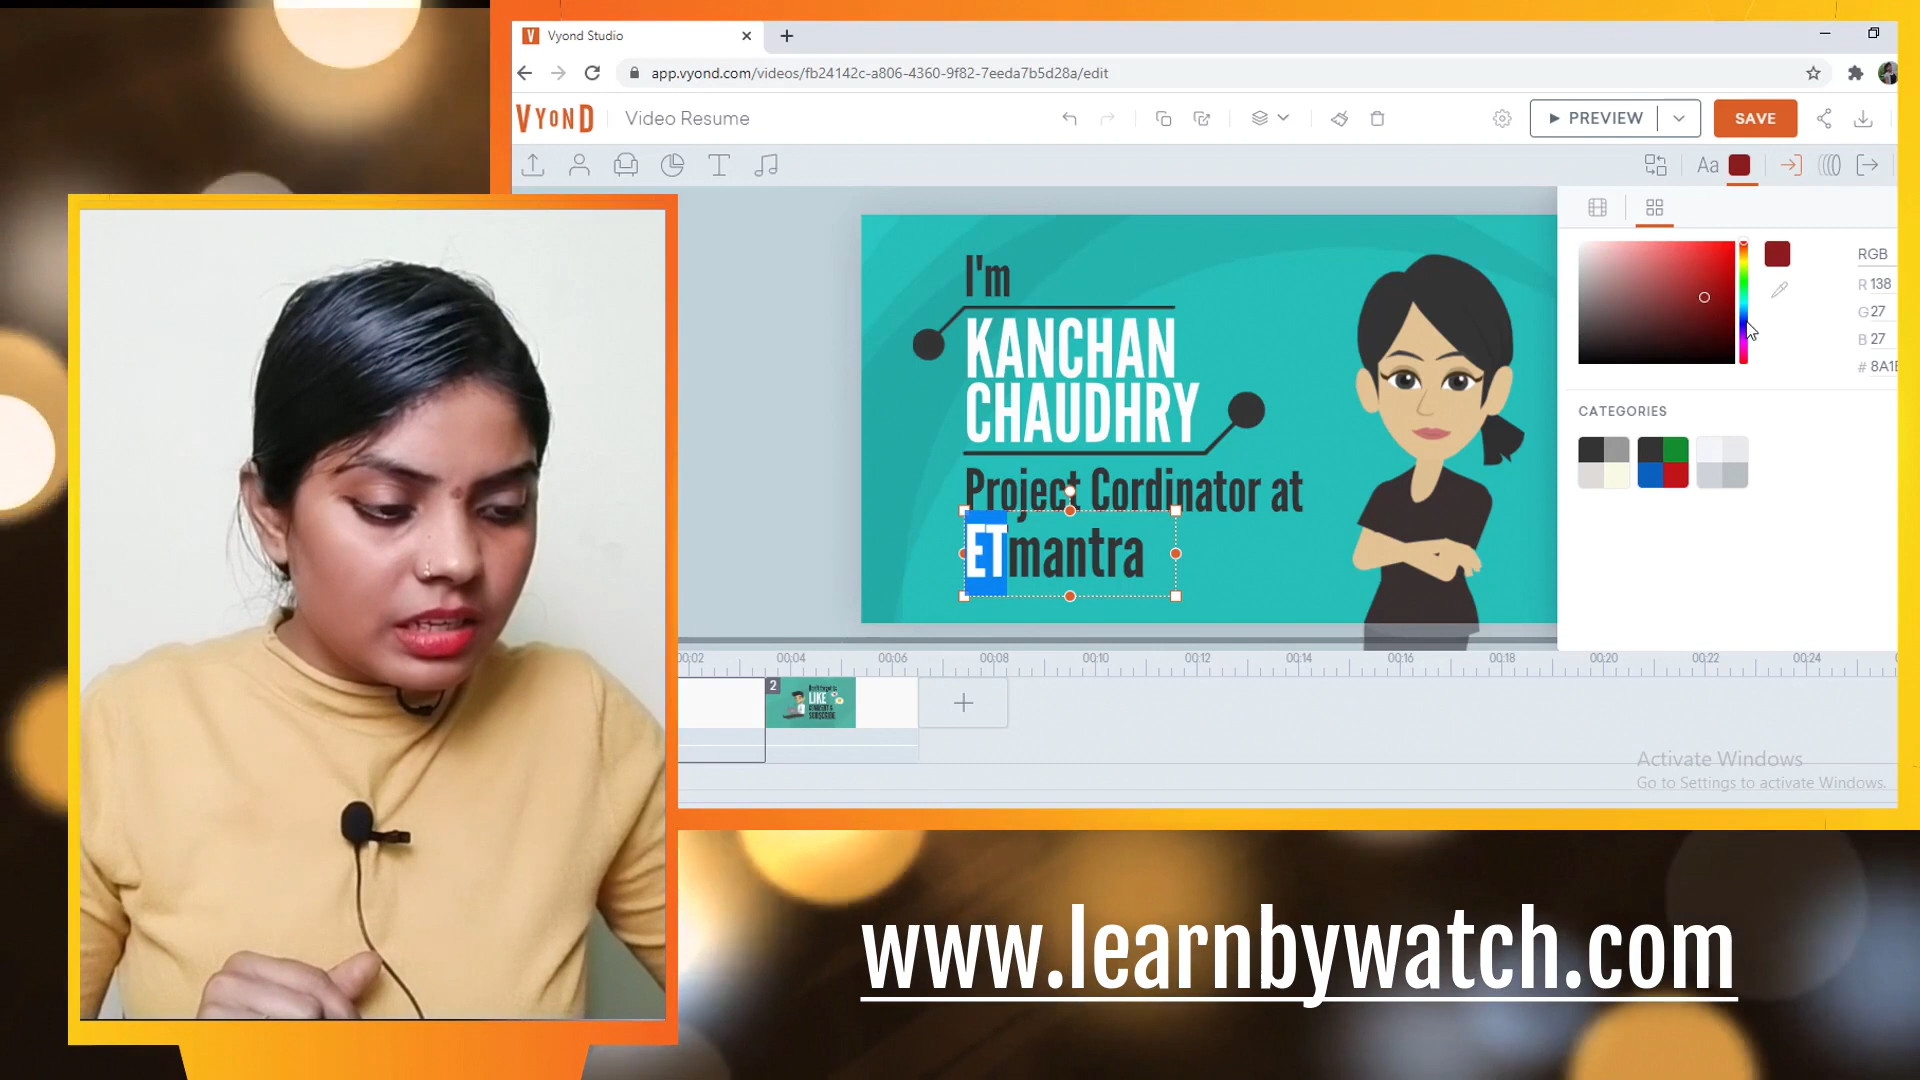 Vyond Studio
app.vyond.com/videos/fb24142c-a806-4360-9f82-7eeda7b5d28a/edit
VYOND
Video Resume
PREVIEW
SAVE
Aa
RGB
R 138
G 27
B 27
CATEGORIES
I'm
KANCHAN
CHAUDHRY
Project Cordinator at
ETmantra
00:02 00:04 00:06 00:08 00:10 00:12 00:14 00:16 00:18 00:20 00:22 00:24
2
LIKE
SUBSCRIBE
Activate Windows
Go to Settings to activate Windows.
www.learnbywatch.com